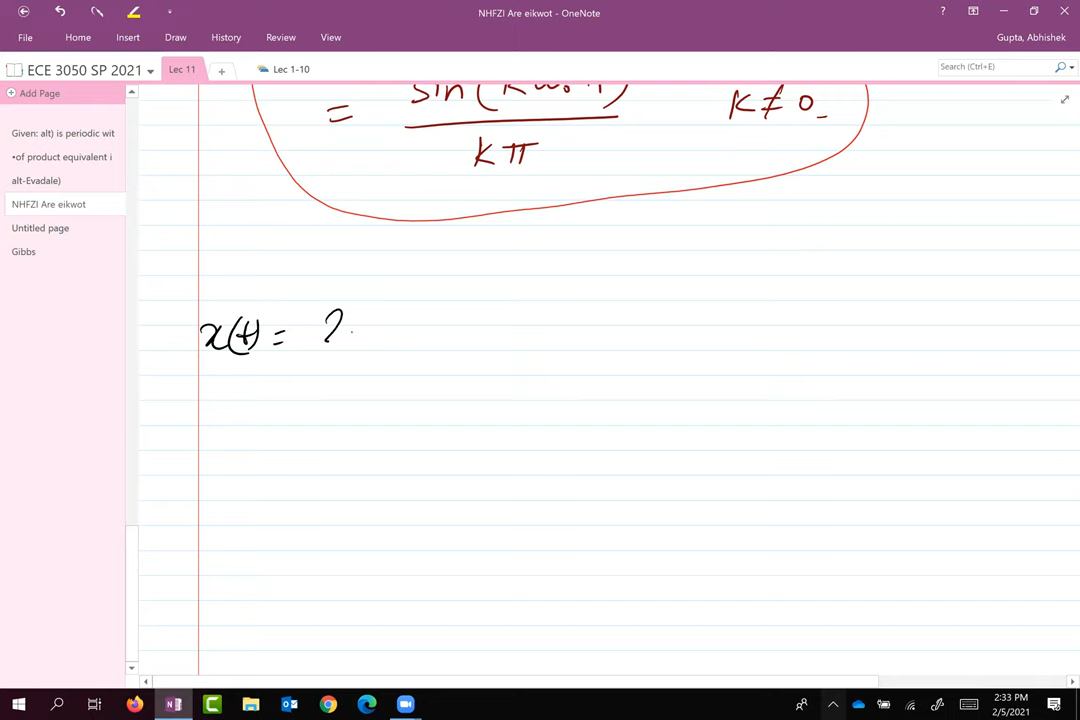 NHFZI Are eikwot - OneNote
?
File Home Insert Draw History Review View
Gupta, Abhishek
ECE 3050 SP 2021
Lec 11
Lec 1-10
Search (Ctrl+E)
Add Page
Given: alt) is periodic wit
•of product equivalent i
alt-Evadale)
NHFZI Are eikwot
Untitled page
Gibbs
= sin(kω₀
kπ
k≠0
x(t) = ?
2:33 PM
2/5/2021